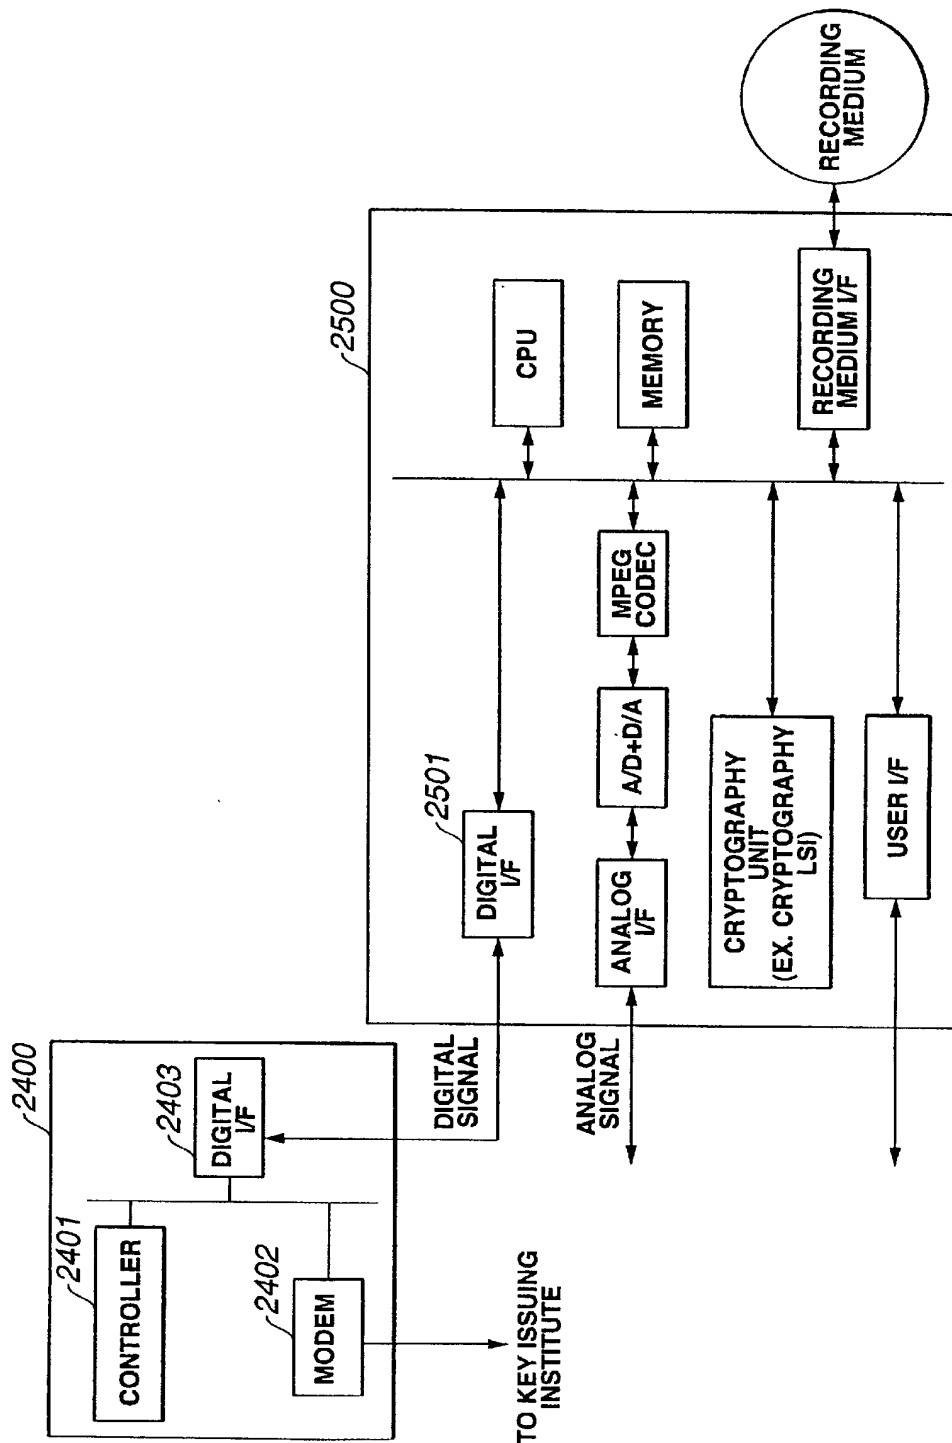 2400
2401
CONTROLLER
2403
DIGITAL
I/F
2402
MODEM
TO KEY ISSUING
INSTITUTE
DIGITAL
SIGNAL
ANALOG
SIGNAL
2500
2501
DIGITAL
I/F
CPU
ANALOG
I/F
A/D+D/A
MPEG
CODEC
MEMORY
CRYPTOGRAPHY
UNIT
(EX. CRYPTOGRAPHY
LSI)
USER I/F
RECORDING
MEDIUM I/F
RECORDING
MEDIUM